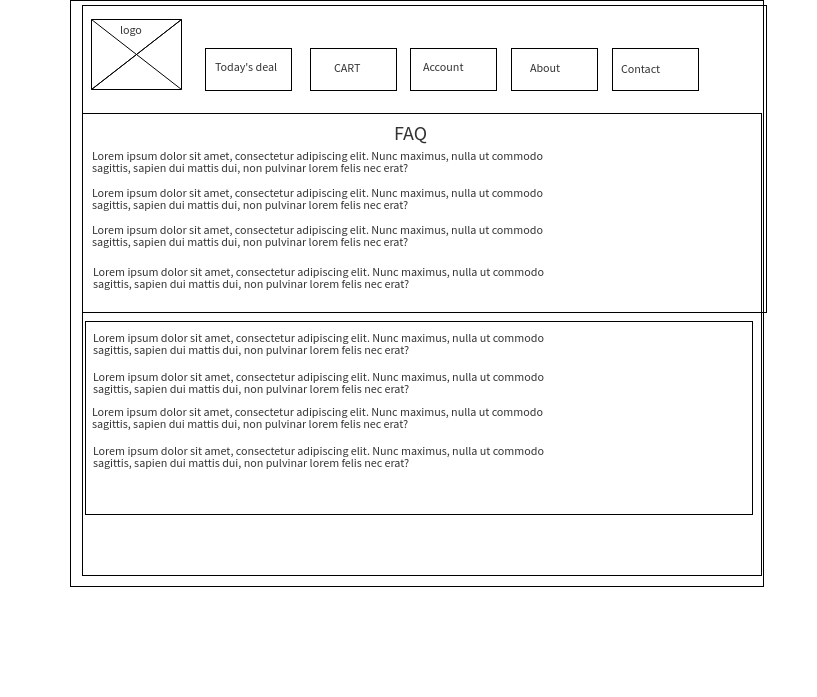 logo
Today's deal
CART
Account
About
Contact
FAQ
Lorem ipsum dolor sit amet, consectetur adipiscing elit. Nunc maximus, nulla ut commodo
sagittis, sapien dui mattis dui, non pulvinar lorem felis nec erat?
Lorem ipsum dolor sit amet, consectetur adipiscing elit. Nunc maximus, nulla ut commodo
sagittis, sapien dui mattis dui, non pulvinar lorem felis nec erat?
Lorem ipsum dolor sit amet, consectetur adipiscing elit. Nunc maximus, nulla ut commodo
sagittis, sapien dui mattis dui, non pulvinar lorem felis nec erat?
Lorem ipsum dolor sit amet, consectetur adipiscing elit. Nunc maximus, nulla ut commodo
sagittis, sapien dui mattis dui, non pulvinar lorem felis nec erat?
Lorem ipsum dolor sit amet, consectetur adipiscing elit. Nunc maximus, nulla ut commodo
sagittis, sapien dui mattis dui, non pulvinar lorem felis nec erat?
Lorem ipsum dolor sit amet, consectetur adipiscing elit. Nunc maximus, nulla ut commodo
sagittis, sapien dui mattis dui, non pulvinar lorem felis nec erat?
Lorem ipsum dolor sit amet, consectetur adipiscing elit. Nunc maximus, nulla ut commodo
sagittis, sapien dui mattis dui, non pulvinar lorem felis nec erat?
Lorem ipsum dolor sit amet, consectetur adipiscing elit. Nunc maximus, nulla ut commodo
sagittis, sapien dui mattis dui, non pulvinar lorem felis nec erat?